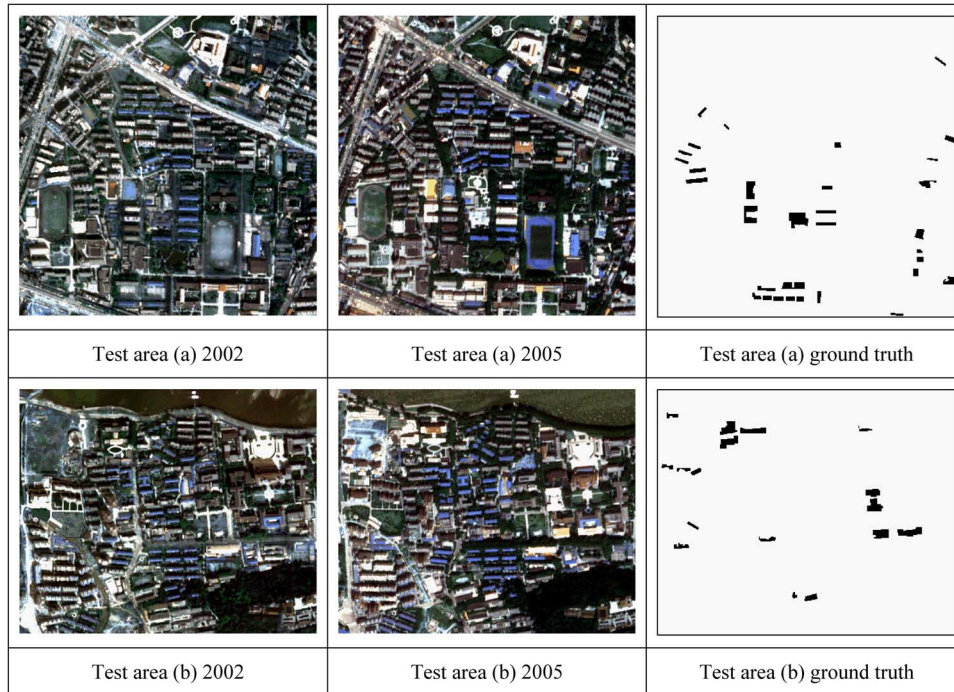 Test area (a) 2002
Test area (a) 2005
Test area (a) ground truth
Test area (b) 2002
Test area (b) 2005
Test area (b) ground truth